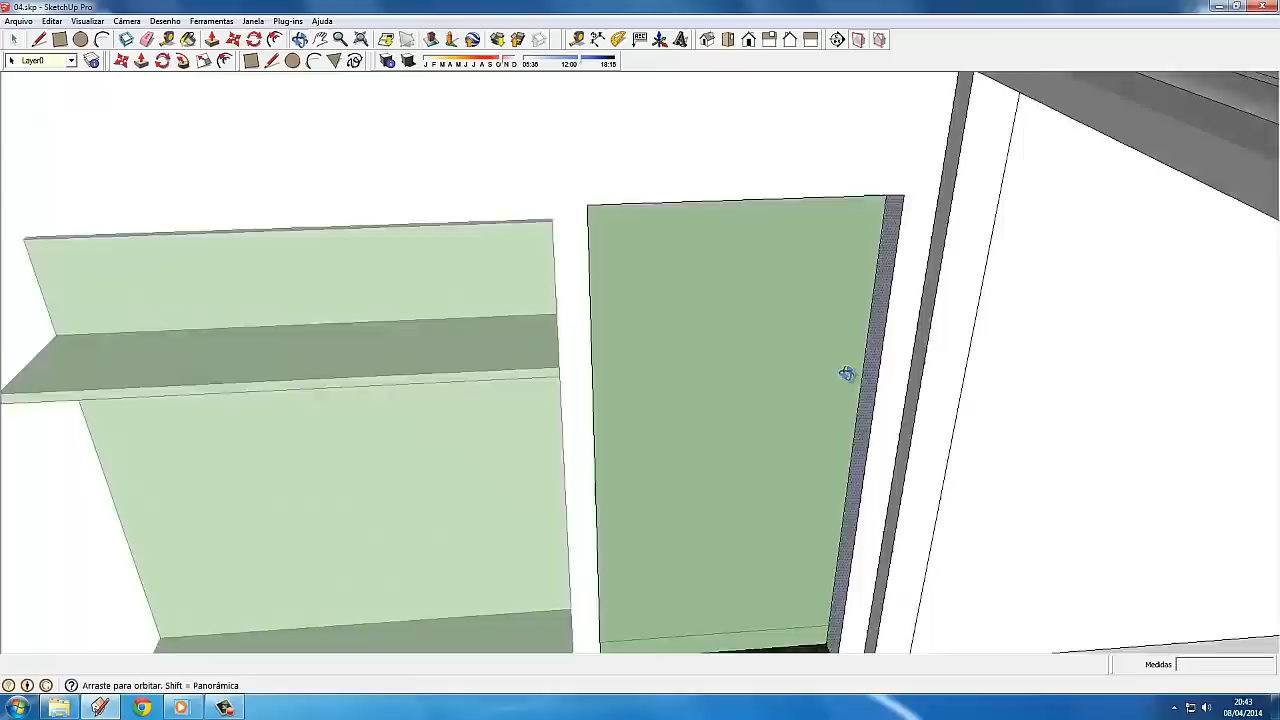 04.skp - SketchUp Pro
Arquivo Editar Visualizar Câmera Desenho Ferramentas Janela Plug-ins Ajuda
Layer0
J F M A M J J A S O N D 05:36 12:00 18:15
Medidas
Arraste para orbitar. Shift = Panorâmica
20:43
08/04/2014